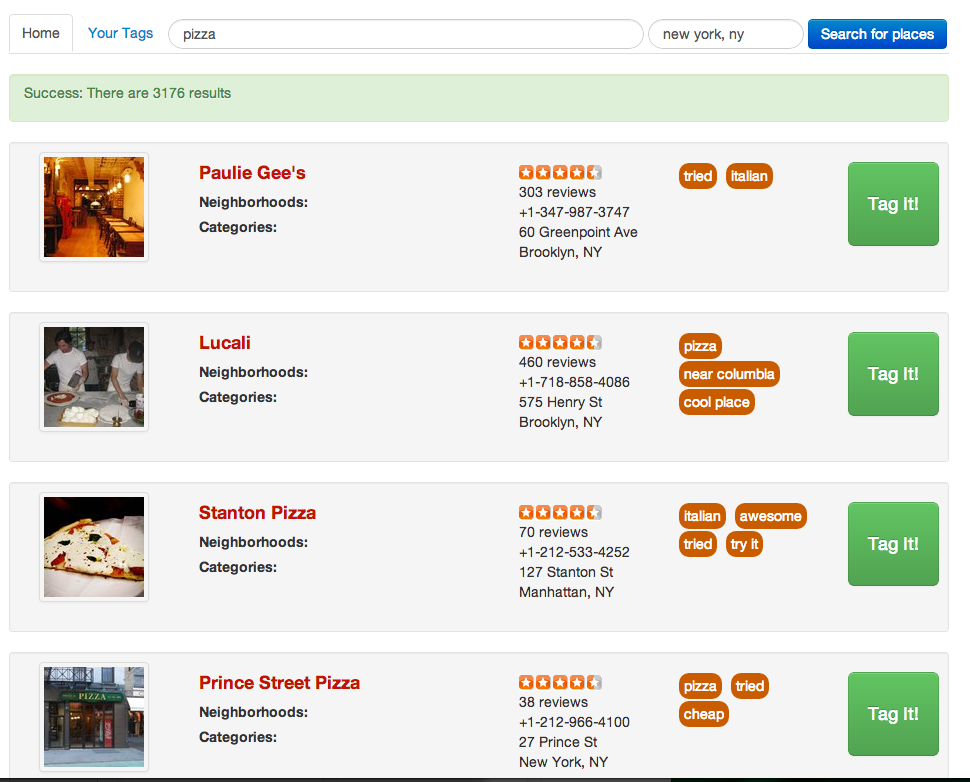 Home Your Tags pizza new york, ny Search for places
Success: There are 3176 results
Paulie Gee's
Neighborhoods:
Categories:
303 reviews
+1-347-987-3747
60 Greenpoint Ave
Brooklyn, NY
tried italian
Tag It!
Lucali
Neighborhoods:
Categories:
460 reviews
+1-718-858-4086
575 Henry St
Brooklyn, NY
pizza
near columbia
cool place
Tag It!
Stanton Pizza
Neighborhoods:
Categories:
70 reviews
+1-212-533-4252
127 Stanton St
Manhattan, NY
italian awesome
tried try it
Tag It!
PIZZA
Prince Street Pizza
Neighborhoods:
Categories:
38 reviews
+1-212-966-4100
27 Prince St
New York, NY
pizza tried
cheap
Tag It!